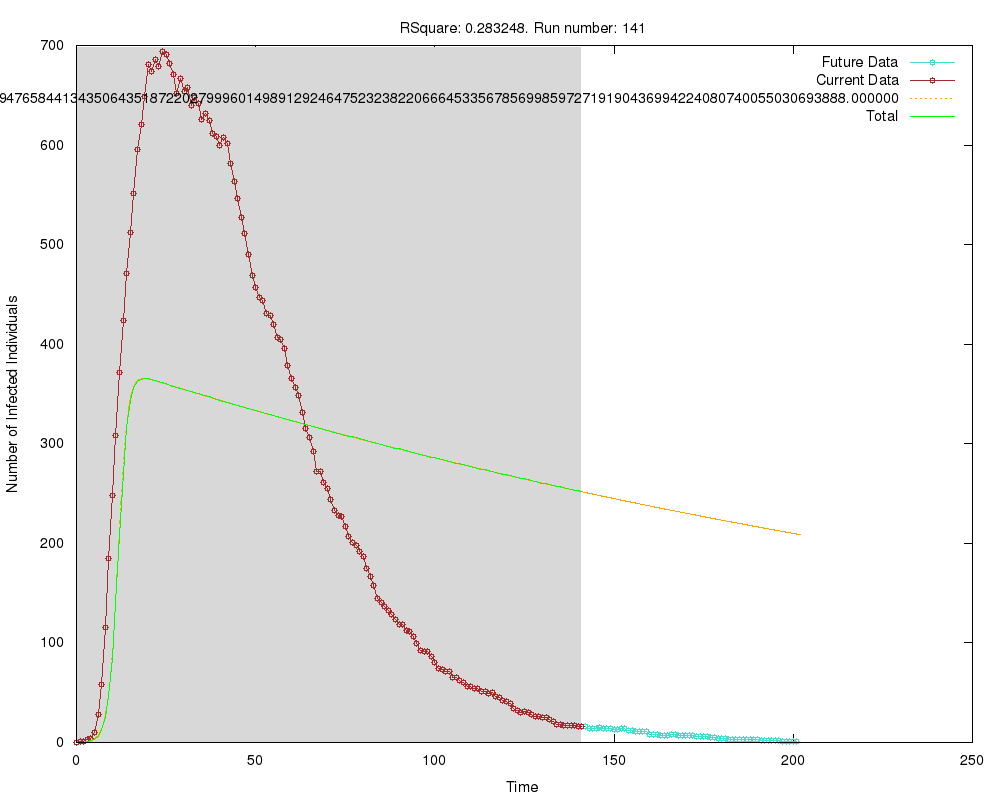 RSquare: 0.283248. Run number: 141
Future Data
Current Data
Total
700
600
500
400
300
200
100
0
Number of Infected Individuals
0 50 100 150 200 250
Time